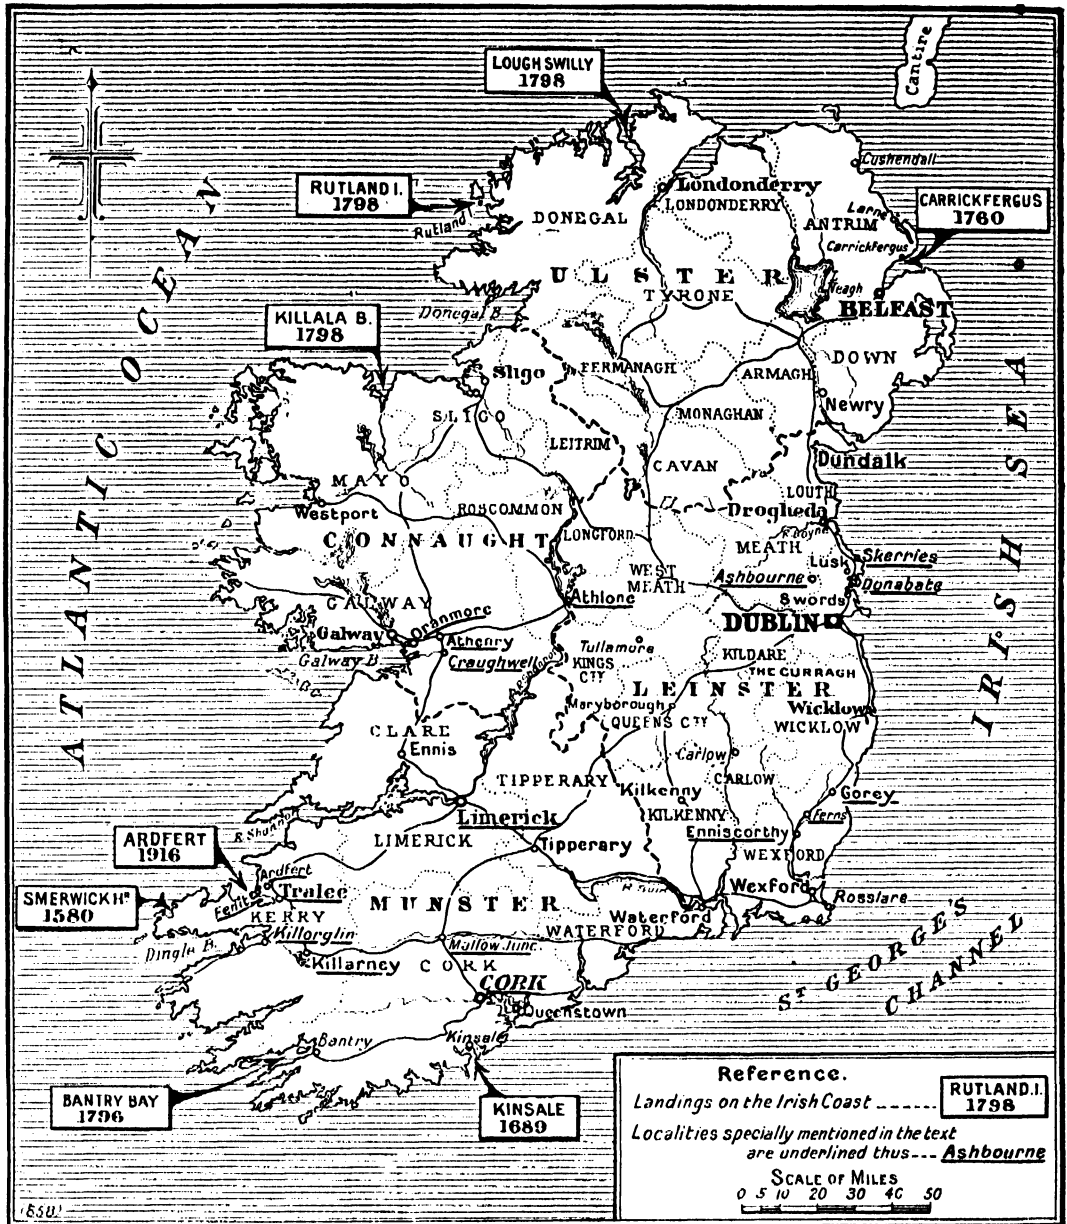 LOUGH SWILLY
1798
Cantire
Cushendall
RUTLAND I.
1798
Rutland I
Londonderry
LONDONDERRY
DONEGAL
Larne
ANTRIM
Carrickfergus
CARRICKFERGUS
1760
ULSTER
TYRONE
Neagh
BELFAST
ATLANTIC OCEAN
Donegal B.
KILLALA B.
1798
Sligo
FERMANAGH
ARMAGH
DOWN
SLIGO
LEITRIM
MONAGHAN
Newry
CAVAN
Dundalk
IRISH SEA
MAYO
Westport
ROSCOMMON
LOUTH
Drogheda
R. Boyne
CONNAUGHT
LONGFORD
MEATH
Lusk
Skerries
WEST
MEATH
Ashbourne
Donabate
Swords
GALWAY
Athlone
DUBLIN
Oranmore
Galway
Athenry
Galway B
Craughwell
Tullamore
KINGS
CTY
KILDARE
THE CURRAGH
LEINSTER
Maryborough
QUEENS CTY
Wicklow
WICKLOW
CLARE
Ennis
Carlow
CARLOW
TIPPERARY
Kilkenny
KILKENNY
Gorey
Ferns
Limerick
R. Shannon
LIMERICK
Tipperary
Enniscorthy
WEXFORD
ARDFERT
1916
Ardfert
Fenit
Tralee
SMERWICK Hr
1580
KERRY
MUNSTER
R. Suir
Waterford
WATERFORD
Wexford
Rosslare
Dingle B.
Killorglin
Killarney
Mallow Junc.
CORK
CORK
Queenstown
ST GEORGE'S
CHANNEL
Bantry
Kinsale
BANTRY BAY
1796
KINSALE
1689
Reference.
Landings on the Irish Coast ------ RUTLAND.I.
1798
Localities specially mentioned in the text
are underlined thus --- Ashbourne
SCALE OF MILES
0 5 10 20 30 40 50